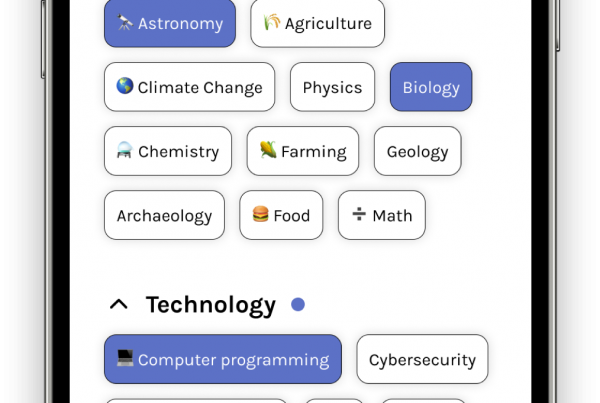 Astronomy Agriculture
Climate Change Physics Biology
Chemistry Farming Geology
Archaeology Food Math
Technology
Computer programming Cybersecurity